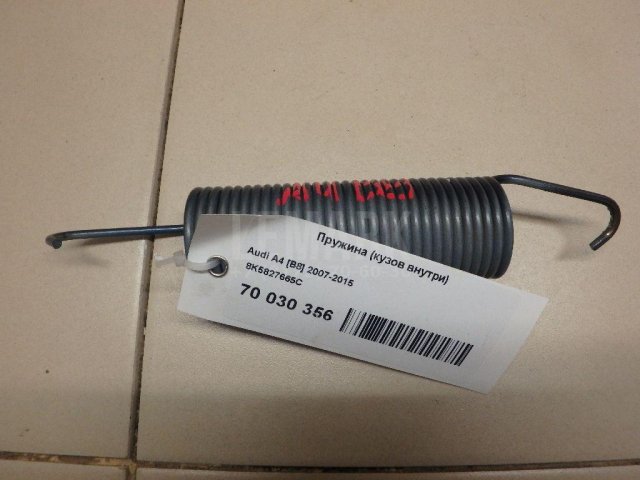 Пружина (кузов внутри)
Audi A4 [B8] 2007-2015
8K5827665C
70 030 356